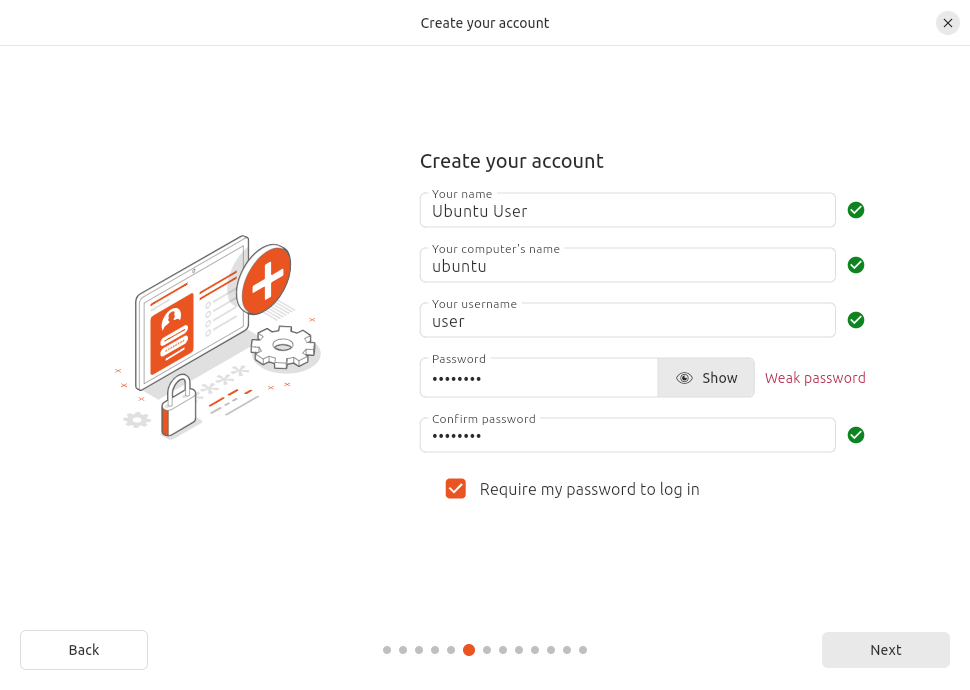 Create your account
Create your account
Your name
Ubuntu User
Your computer's name
ubuntu
Your username
user
Password
•••••••• Show Weak password
Confirm password
••••••••
Require my password to log in
Back Next